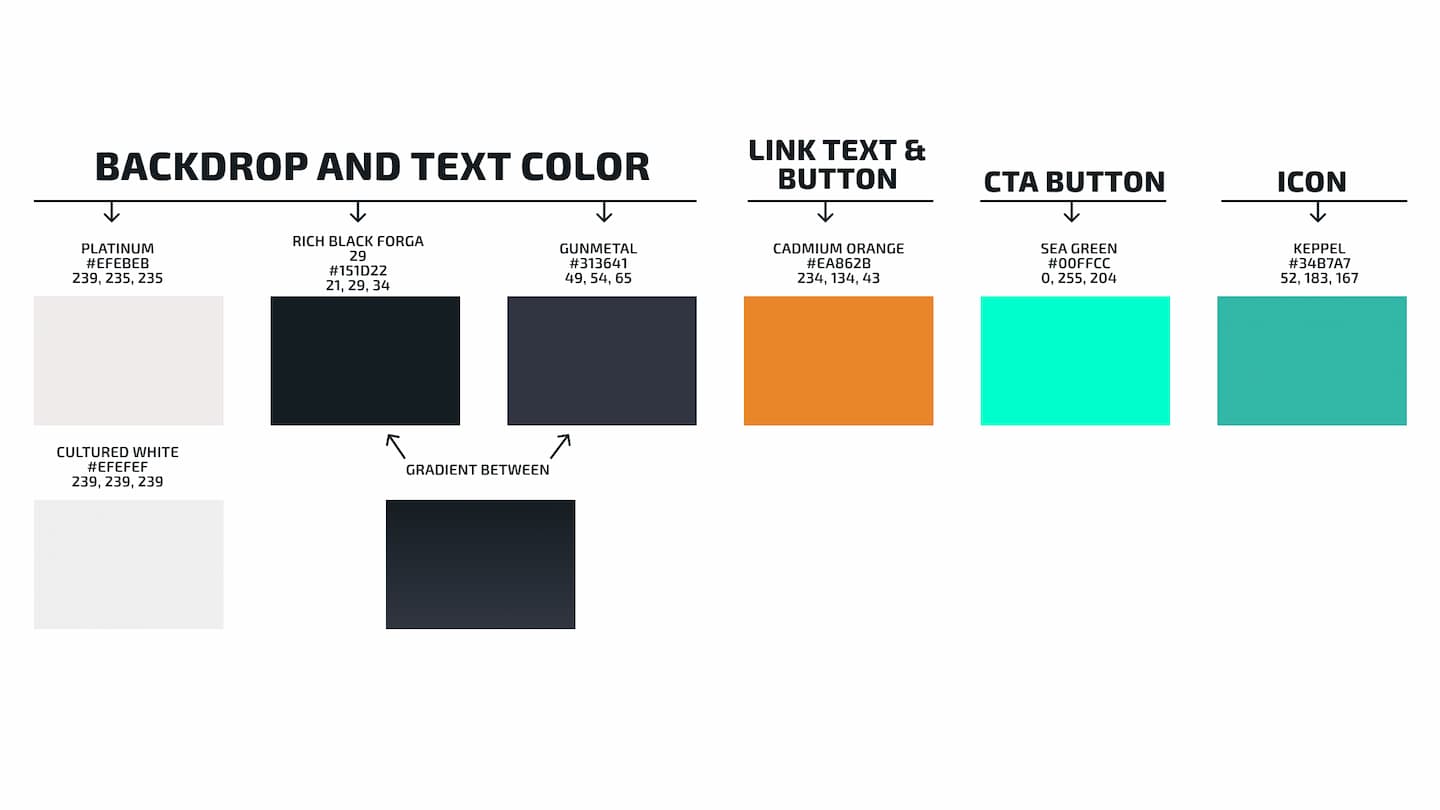 BACKDROP AND TEXT COLOR
LINK TEXT &
BUTTON
CTA BUTTON
ICON
PLATINUM
#EFEBEB
239, 235, 235
RICH BLACK FORGA
29
#151D22
21, 29, 34
GUNMETAL
#313641
49, 54, 65
CADMIUM ORANGE
#EA862B
234, 134, 43
SEA GREEN
#00FFCC
0, 255, 204
KEPPEL
#34B7A7
52, 183, 167
CULTURED WHITE
#EFEFEF
239, 239, 239
GRADIENT BETWEEN